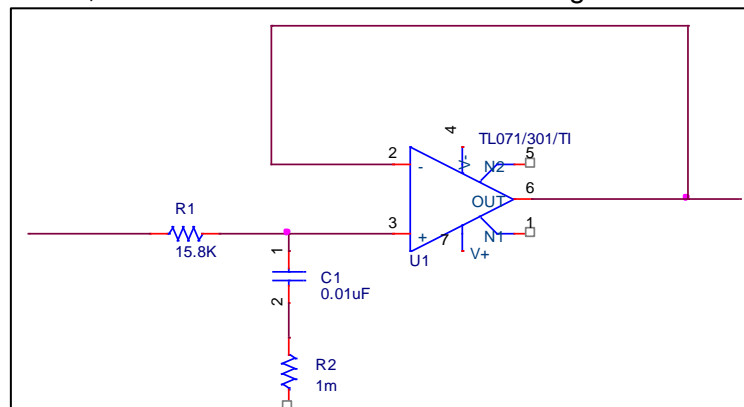 4
TL071/301/TI
5
2
-
V-
N2
6
OUT
R1
3
+
7
N1
1
15.8K
U1
V+
1
C1
0.01uF
2
R2
1m